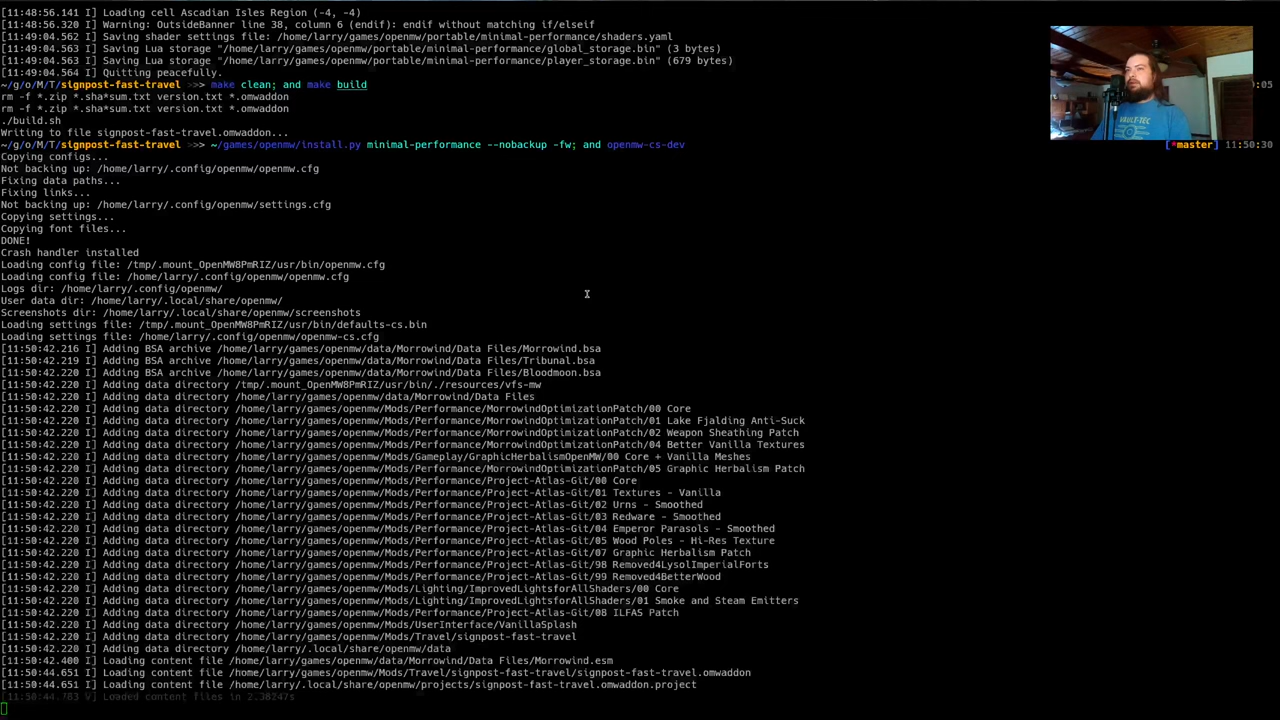 [11:48:56.141 I] Loading cell Ascadian Isles Region (-4, -4)
[11:48:56.320 I] Warning: OutsideBanner line 38, column 6 (endif): endif without matching if/elseif
[11:49:04.562 I] Saving shader settings file: /home/larry/games/openmw/portable/minimal-performance/shaders.yaml
[11:49:04.563 I] Saving Lua storage "/home/larry/games/openmw/portable/minimal-performance/global_storage.bin" (3 bytes)
[11:49:04.563 I] Saving Lua storage "/home/larry/games/openmw/portable/minimal-performance/player_storage.bin" (679 bytes)
[11:49:04.564 I] Quitting peacefully.
~/g/o/M/T/signpost-fast-travel >>> make clean; and make build :05
rm -f *.zip *.sha*sum.txt version.txt *.omwaddon
rm -f *.zip *.sha*sum.txt version.txt *.omwaddon
./build.sh
Writing to file signpost-fast-travel.omwaddon...
VAULT-TEC
~/g/o/M/T/signpost-fast-travel >>> ~/games/openmw/install.py minimal-performance --nobackup -fw; and openmw-cs-dev [*master] 11:50:30
Copying configs...
Not backing up: /home/larry/.config/openmw/openmw.cfg
Fixing data paths...
Fixing links...
Not backing up: /home/larry/.config/openmw/settings.cfg
Copying settings...
Copying font files...
DONE!
Crash handler installed
Loading config file: /tmp/.mount_OpenMW8PmRIZ/usr/bin/openmw.cfg
Loading config file: /home/larry/.config/openmw/openmw.cfg
Logs dir: /home/larry/.config/openmw/
User data dir: /home/larry/.local/share/openmw/
Screenshots dir: /home/larry/.local/share/openmw/screenshots
Loading settings file: /tmp/.mount_OpenMW8PmRIZ/usr/bin/defaults-cs.bin
Loading settings file: /home/larry/.config/openmw/openmw-cs.cfg
[11:50:42.216 I] Adding BSA archive /home/larry/games/openmw/data/Morrowind/Data Files/Morrowind.bsa
[11:50:42.219 I] Adding BSA archive /home/larry/games/openmw/data/Morrowind/Data Files/Tribunal.bsa
[11:50:42.220 I] Adding BSA archive /home/larry/games/openmw/data/Morrowind/Data Files/Bloodmoon.bsa
[11:50:42.220 I] Adding data directory /tmp/.mount_OpenMW8PmRIZ/usr/bin/./resources/vfs-mw
[11:50:42.220 I] Adding data directory /home/larry/games/openmw/data/Morrowind/Data Files
[11:50:42.220 I] Adding data directory /home/larry/games/openmw/Mods/Performance/MorrowindOptimizationPatch/00 Core
[11:50:42.220 I] Adding data directory /home/larry/games/openmw/Mods/Performance/MorrowindOptimizationPatch/01 Lake Fjalding Anti-Suck
[11:50:42.220 I] Adding data directory /home/larry/games/openmw/Mods/Performance/MorrowindOptimizationPatch/02 Weapon Sheathing Patch
[11:50:42.220 I] Adding data directory /home/larry/games/openmw/Mods/Performance/MorrowindOptimizationPatch/04 Better Vanilla Textures
[11:50:42.220 I] Adding data directory /home/larry/games/openmw/Mods/Gameplay/GraphicHerbalismOpenMW/00 Core + Vanilla Meshes
[11:50:42.220 I] Adding data directory /home/larry/games/openmw/Mods/Performance/MorrowindOptimizationPatch/05 Graphic Herbalism Patch
[11:50:42.220 I] Adding data directory /home/larry/games/openmw/Mods/Performance/Project-Atlas-Git/00 Core
[11:50:42.220 I] Adding data directory /home/larry/games/openmw/Mods/Performance/Project-Atlas-Git/01 Textures - Vanilla
[11:50:42.220 I] Adding data directory /home/larry/games/openmw/Mods/Performance/Project-Atlas-Git/02 Urns - Smoothed
[11:50:42.220 I] Adding data directory /home/larry/games/openmw/Mods/Performance/Project-Atlas-Git/03 Redware - Smoothed
[11:50:42.220 I] Adding data directory /home/larry/games/openmw/Mods/Performance/Project-Atlas-Git/04 Emperor Parasols - Smoothed
[11:50:42.220 I] Adding data directory /home/larry/games/openmw/Mods/Performance/Project-Atlas-Git/05 Wood Poles - Hi-Res Texture
[11:50:42.220 I] Adding data directory /home/larry/games/openmw/Mods/Performance/Project-Atlas-Git/07 Graphic Herbalism Patch
[11:50:42.220 I] Adding data directory /home/larry/games/openmw/Mods/Performance/Project-Atlas-Git/98 Removed4LysolImperialForts
[11:50:42.220 I] Adding data directory /home/larry/games/openmw/Mods/Performance/Project-Atlas-Git/99 Removed4BetterWood
[11:50:42.220 I] Adding data directory /home/larry/games/openmw/Mods/Lighting/ImprovedLightsforAllShaders/00 Core
[11:50:42.220 I] Adding data directory /home/larry/games/openmw/Mods/Lighting/ImprovedLightsforAllShaders/01 Smoke and Steam Emitters
[11:50:42.220 I] Adding data directory /home/larry/games/openmw/Mods/Performance/Project-Atlas-Git/08 ILFAS Patch
[11:50:42.220 I] Adding data directory /home/larry/games/openmw/Mods/UserInterface/VanillaSplash
[11:50:42.220 I] Adding data directory /home/larry/games/openmw/Mods/Travel/signpost-fast-travel
[11:50:42.220 I] Adding data directory /home/larry/.local/share/openmw/data
[11:50:42.400 I] Loading content file /home/larry/games/openmw/data/Morrowind/Data Files/Morrowind.esm
[11:50:44.651 I] Loading content file /home/larry/games/openmw/Mods/Travel/signpost-fast-travel/signpost-fast-travel.omwaddon
[11:50:44.651 I] Loading content file /home/larry/.local/share/openmw/projects/signpost-fast-travel.omwaddon.project
[11:50:44.783 V] Loaded content files in